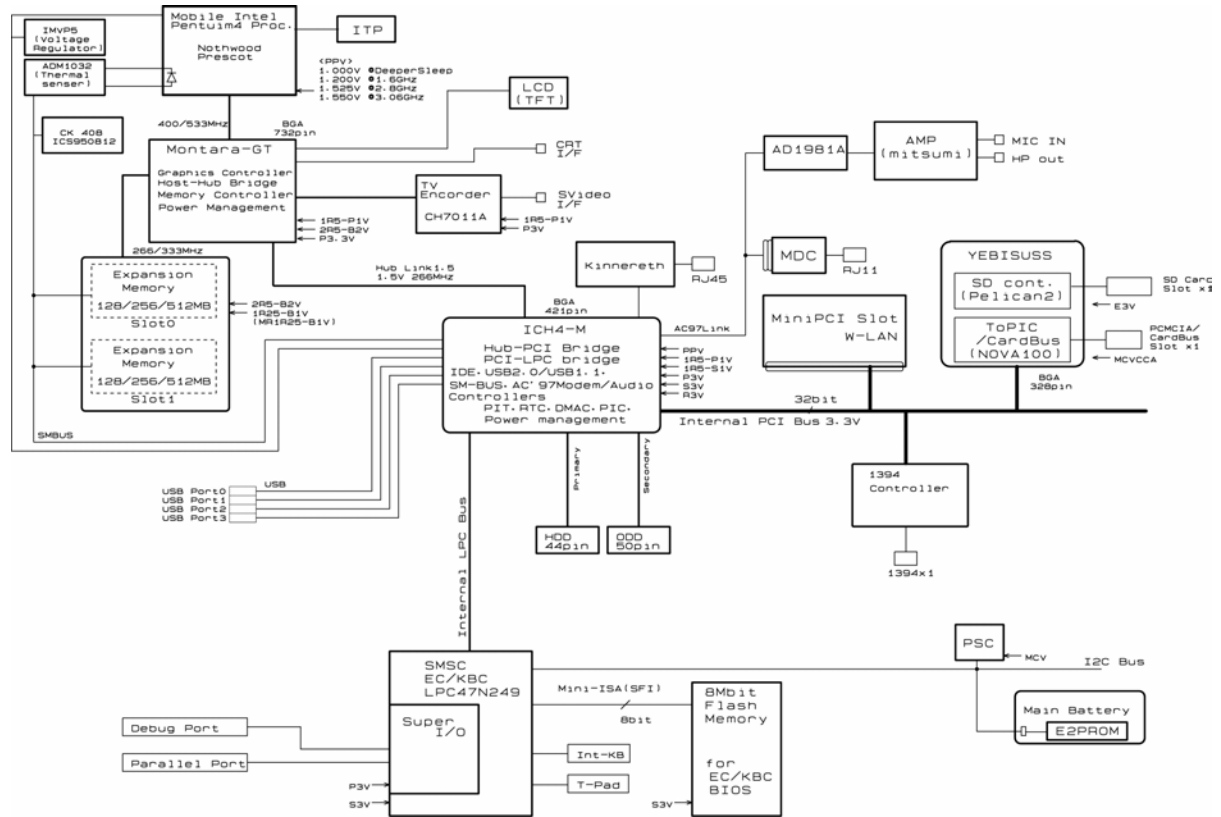 Mobile Intel
Pentuim4 Proc.
Nothwood
Prescot
IMVP5
(Voltage
Regulator)
ADM1032
(Thermal
senser)
CK 408
ICS950812
ITP
(PPV)
1.000V @DeeperSleep
1.200V @1.6GHz
1.525V @2.8GHz
1.550V @3.06GHz
400/533MHz
BGA
732pin
LCD
(TFT)
Montara-GT
Graphics Controller
Host-Hub Bridge
Memory Controller
Power Management
CRT
I/F
TV
Encorder
CH7011A
SVideo
I/F
1R5-P1V
P3V
1R5-P1V
2R5-B2V
P3.3V
266/333MHz
Expansion
Memory
128/256/512MB
Slot0
Expansion
Memory
128/256/512MB
Slot1
2R5-B2V
1R25-B1V
(MR1R25-B1V)
Hub Link1.5
1.5V 266MHz
AD1981A
AMP
(mitsumi)
MIC IN
HP out
Kinnereth
RJ45
MDC
RJ11
BGA
421pin
ICH4-M
Hub-PCI Bridge
PCI-LPC bridge
IDE. USB2.0/USB1.1.
SM-BUS. AC'97Modem/Audio
Controllers
PIT. RTC. DMAC. PIC.
Power management
AC97Link
PPV
1R5-P1V
1R5-S1V
P3V
S3V
R3V
MiniPCI Slot
W-LAN
YEBISUSS
SD cont.
(Pelican2)
ToPIC
/CardBus
(NOVA100)
SD Card
Slot x1
E3V
PCMCIA/
CardBus
Slot x1
MCVCCA
BGA
328pin
32bit
Internal PCI Bus 3.3V
SMBUS
USB
USB Port0
USB Port1
USB Port2
USB Port3
Internal LPC Bus
Primary
Secondary
HDD
44pin
ODD
50pin
1394
Controller
1394x1
SMSC
EC/KBC
LPC47N249
Super
I/O
Debug Port
Parallel Port
P3V
S3V
Mini-ISA(SFI)
8bit
Int-KB
T-Pad
8Mbit
Flash
Memory
for
EC/KBC
BIOS
S3V
PSC
MCV
I2C Bus
Main Battery
E2PROM